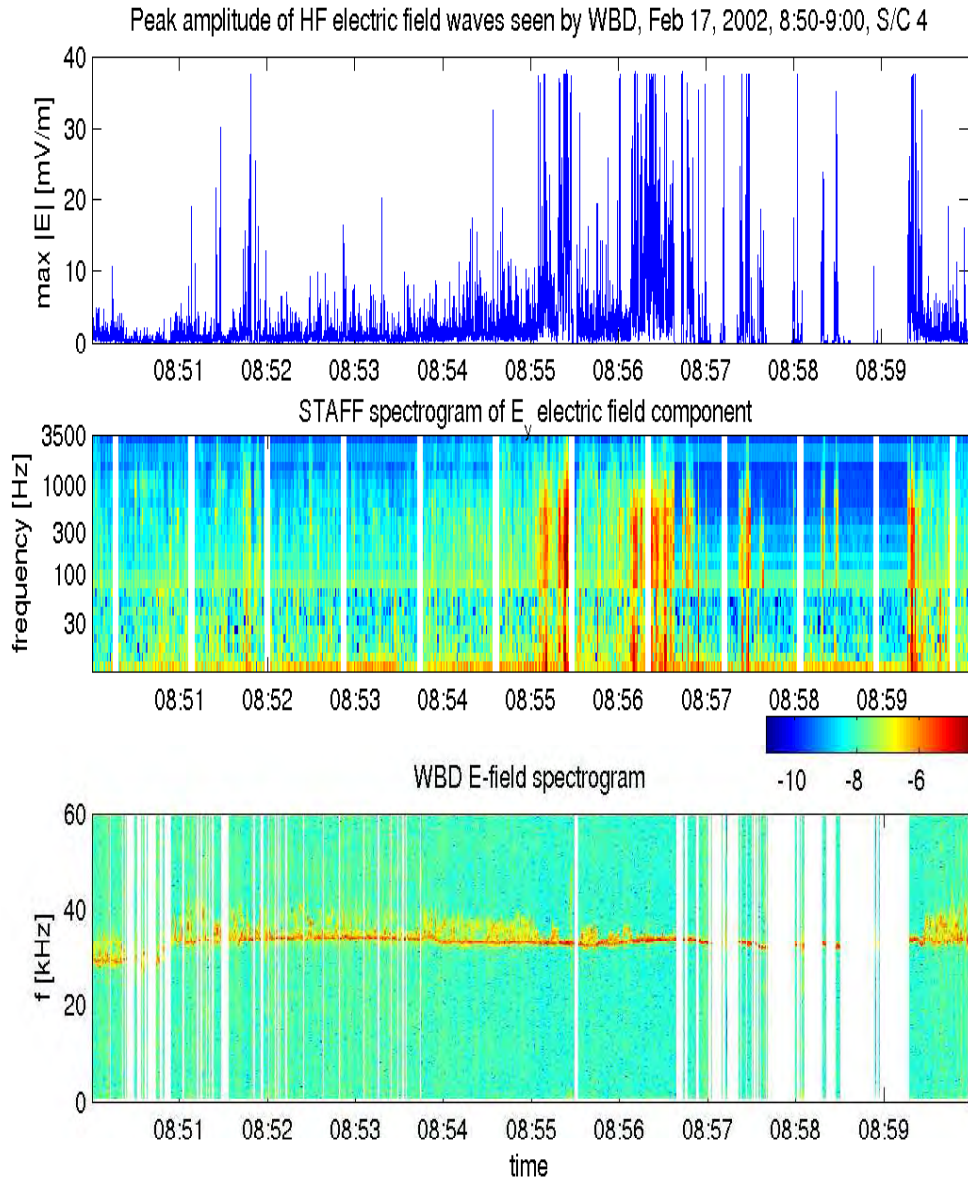 Peak amplitude of HF electric field waves seen by WBD, Feb 17, 2002, 8:50-9:00, S/C 4
max |E| [mV/m]
40
30
20
10
0
08:51 08:52 08:53 08:54 08:55 08:56 08:57 08:58 08:59
STAFF spectrogram of Ey electric field component
frequency [Hz]
3500
1000
300
100
30
08:51 08:52 08:53 08:54 08:55 08:56 08:57 08:58 08:59
-10 -8 -6
WBD E-field spectrogram
f [kHz]
60
40
20
0
08:51 08:52 08:53 08:54 08:55 08:56 08:57 08:58 08:59
time